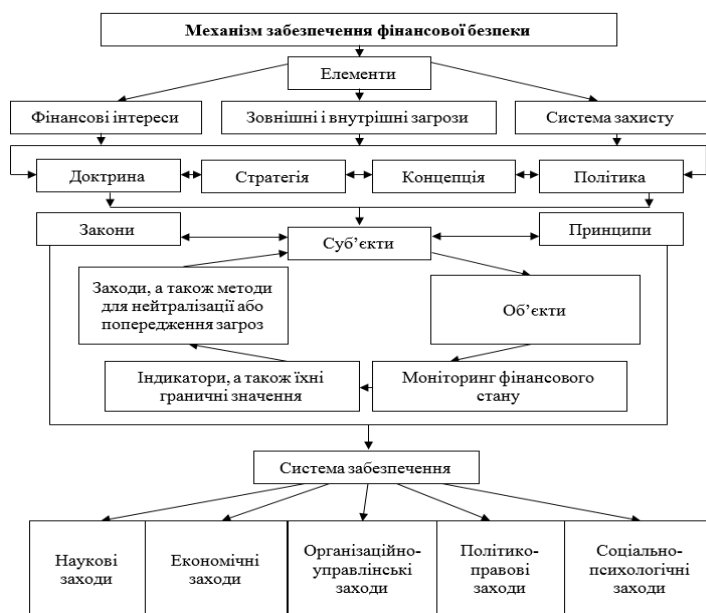 Механізм забезпечення фінансової безпеки
Елементи
Фінансові інтереси
Зовнішні і внутрішні загрози
Система захисту
Доктрина
Стратегія
Концепція
Політика
Закони
Суб’єкти
Принципи
Заходи, а також методи
для нейтралізації або
попередження загроз
Об’єкти
Індикатори, а також їхні
граничні значення
Моніторинг фінансового
стану
Система забезпечення
Наукові
заходи
Економічні
заходи
Організаційно-
управлінські
заходи
Політико-
правові
заходи
Соціально-
психологічні
заходи